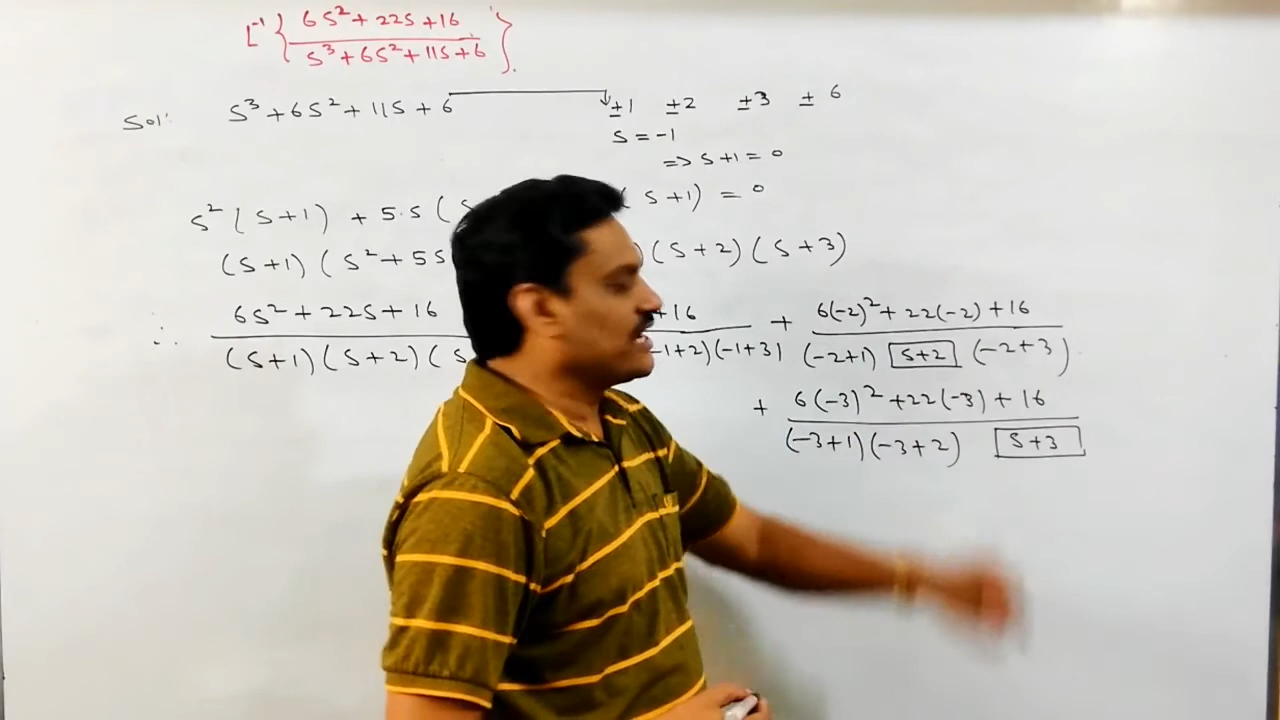 L⁻¹ { 6s² + 22s + 16
s³ + 6s² + 11s + 6 }.
Sol: s³ + 6s² + 11s + 6 → ±1 ±2 ±3 ±6
s = -1
=> s+1 = 0
s² (s+1) + 5.s ( s+1) = 0
(s+1) ( s² + 5s ) (s+2) (s+3)
∴ 6s² + 22s + 16 +16 + 6(-2)² + 22(-2) + 16
(s+1) (s+2) (s -1+2) (-1+3) (-2+1) s+2 (-2+3)
+ 6(-3)² + 22(-3) + 16
(-3+1) (-3+2) s+3